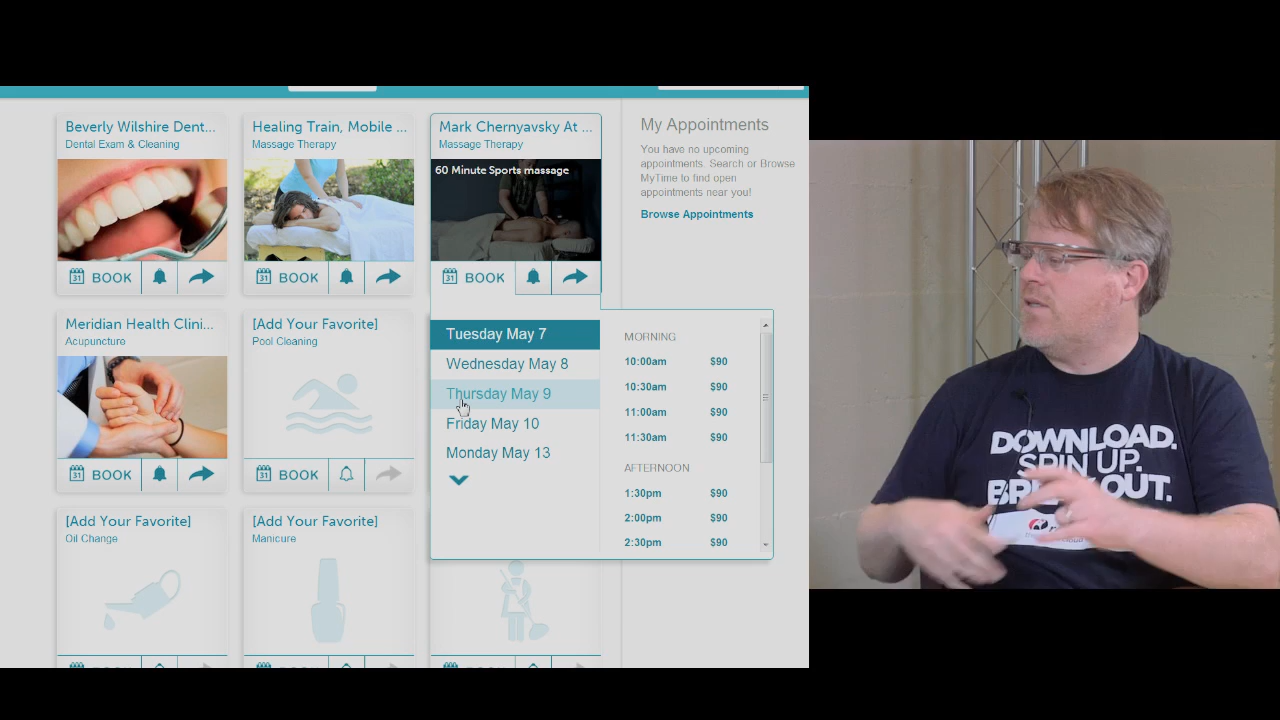 Beverly Wilshire Dent...
Dental Exam & Cleaning
31 BOOK
Healing Train, Mobile ...
Massage Therapy
31 BOOK
Mark Chernyavsky At ...
Massage Therapy
60 Minute Sports massage
31 BOOK
My Appointments
You have no upcoming
appointments. Search or Browse
MyTime to find open
appointments near you!
Browse Appointments
Meridian Health Clini...
Acupuncture
31 BOOK
[Add Your Favorite]
Pool Cleaning
31 BOOK
Tuesday May 7
Wednesday May 8
Thursday May 9
Friday May 10
Monday May 13
MORNING
10:00am $90
10:30am $90
11:00am $90
11:30am $90
AFTERNOON
1:30pm $90
2:00pm $90
2:30pm $90
[Add Your Favorite]
Oil Change
[Add Your Favorite]
Manicure
DOWNLOAD.
SPIN UP.